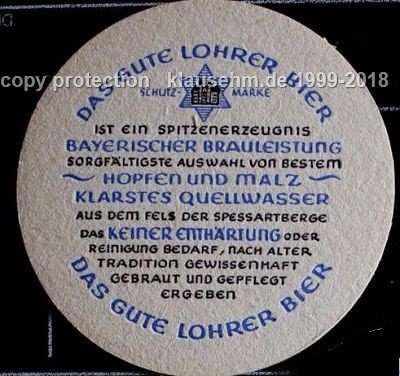 DAS GUTE LOHRER BIER
SCHUTZ- MARKE
IST EIN SPITZENERZEUGNIS
BAYERISCHER BRAULEISTUNG
SORGFÄLTIGSTE AUSWAHL VON BESTEM
~ HOPFEN UND MALZ ~
KLARSTES QUELLWASSER
AUS DEM FELS DER SPESSARTBERGE
DAS KEINER ENTHÄRTUNG ODER
REINIGUNG BEDARF, NACH ALTER
TRADITION GEWISSENHAFT
GEBRAUT UND GEPFLEGT
ERGEBEN
DAS GUTE LOHRER BIER
copy protection klausehm.de1999-2018